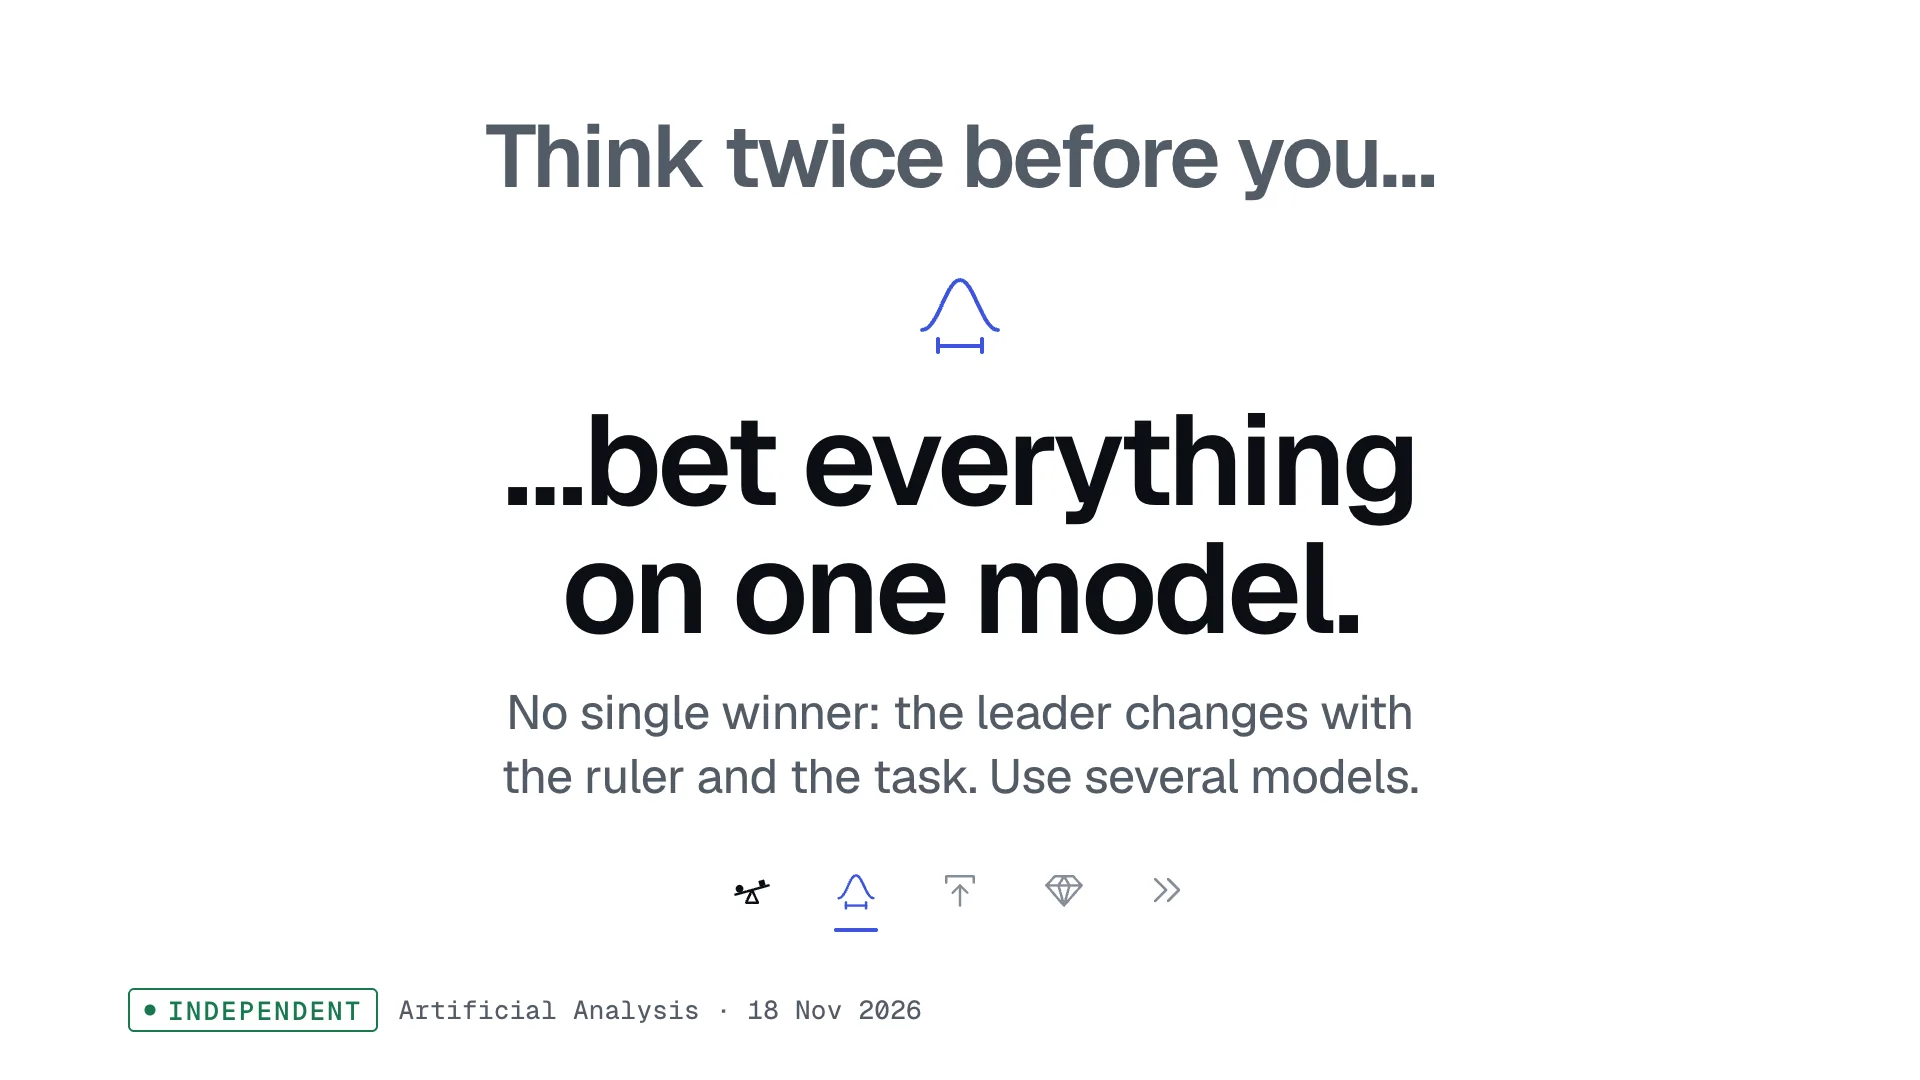 Think twice before you...
...bet everything
on one model.
No single winner: the leader changes with
the ruler and the task. Use several models.
INDEPENDENT Artificial Analysis · 18 Nov 2026